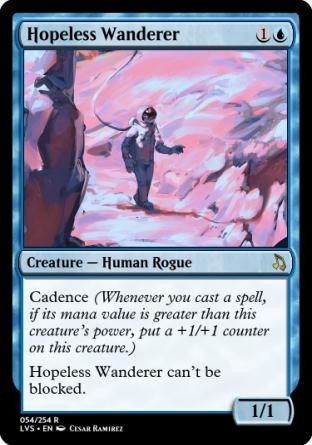 Hopeless Wanderer 1
Creature — Human Rogue
Cadence (Whenever you cast a spell,
if its mana value is greater than this
creature's power, put a +1/+1 counter
on this creature.)
Hopeless Wanderer can't be
blocked.
1/1
054/254 R
LVS • EN Cesar Ramirez